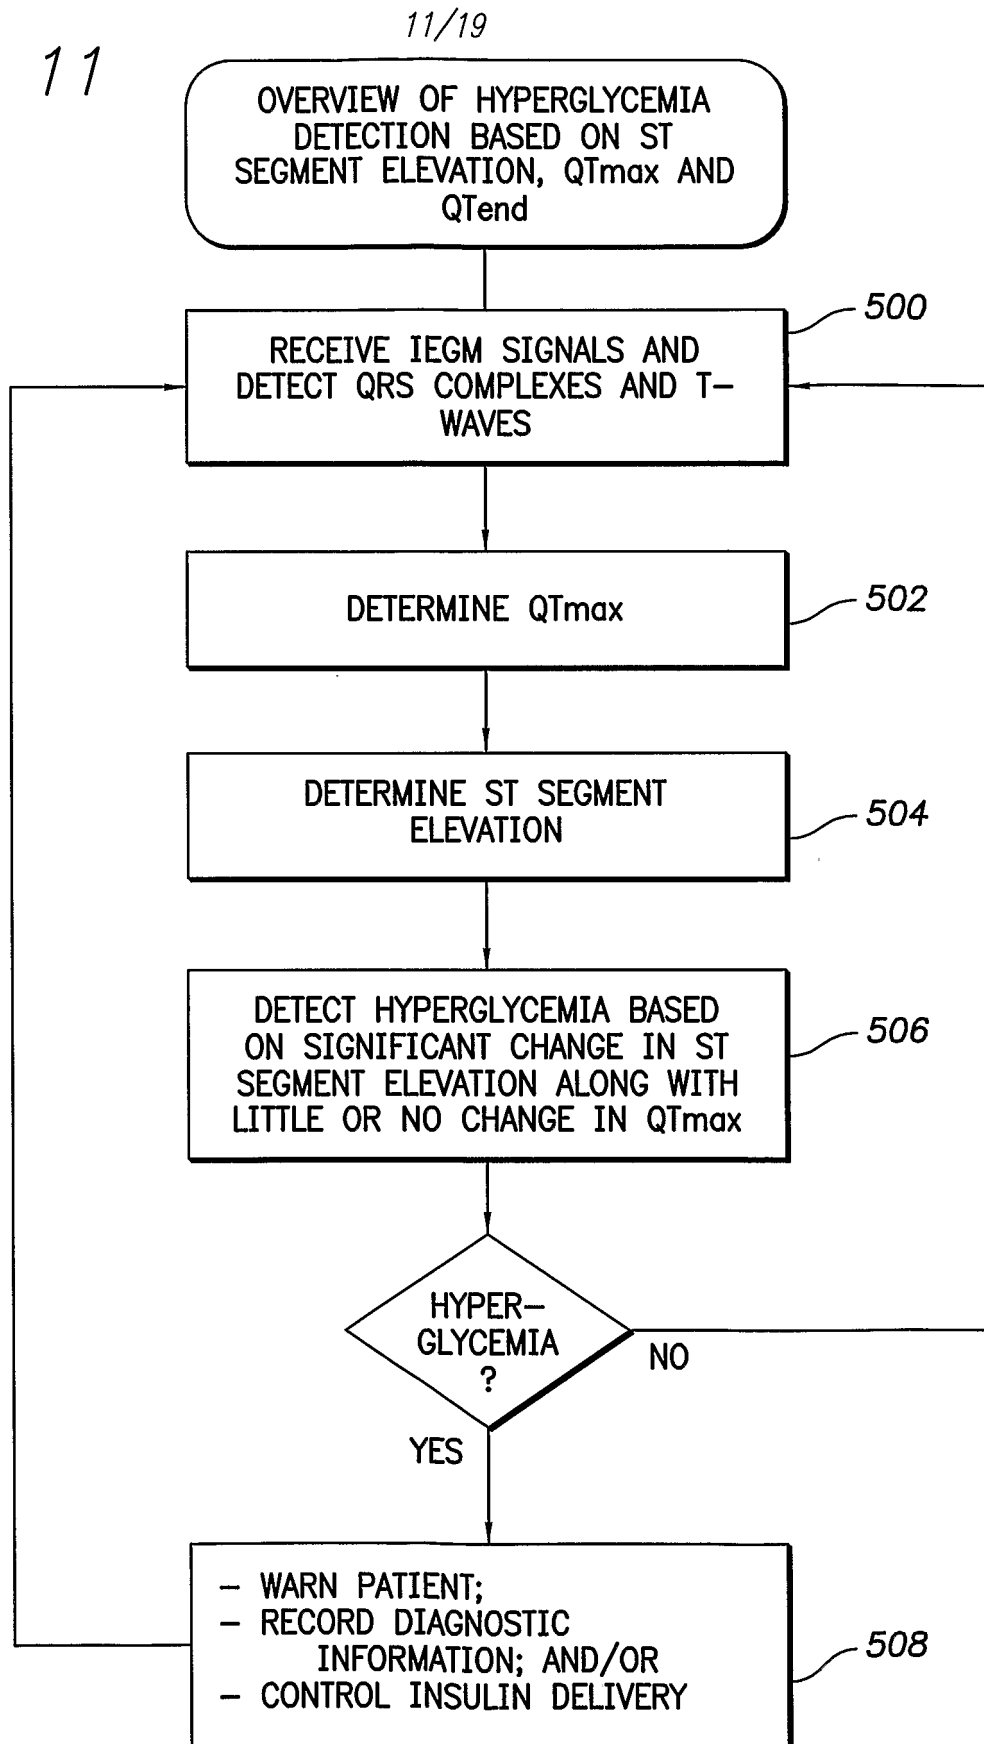 11/19
11
OVERVIEW OF HYPERGLYCEMIA
DETECTION BASED ON ST
SEGMENT ELEVATION, QTmax AND
QTend
500
RECEIVE IEGM SIGNALS AND
DETECT QRS COMPLEXES AND T-
WAVES
DETERMINE QTmax
502
DETERMINE ST SEGMENT
ELEVATION
504
DETECT HYPERGLYCEMIA BASED
ON SIGNIFICANT CHANGE IN ST
SEGMENT ELEVATION ALONG WITH
LITTLE OR NO CHANGE IN QTmax
506
HYPER-
GLYCEMIA
?
NO
YES
- WARN PATIENT;
- RECORD DIAGNOSTIC
INFORMATION; AND/OR
- CONTROL INSULIN DELIVERY
508